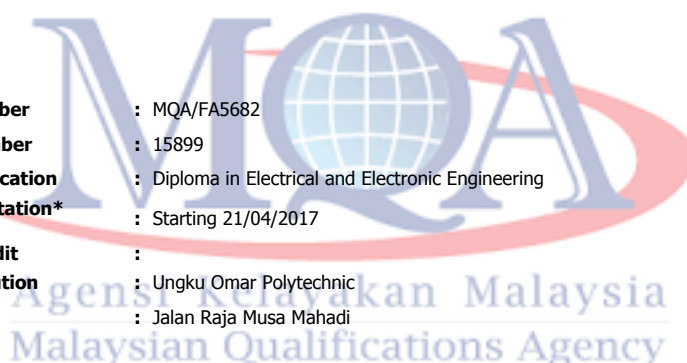 MQA
ber : MQA/FA5682
ber : 15899
cation : Diploma in Electrical and Electronic Engineering
tation* : Starting 21/04/2017
dit :
ution : Ungku Omar Polytechnic
: Jalan Raja Musa Mahadi
Agensi Kelayakan Malaysia
Malaysian Qualifications Agency